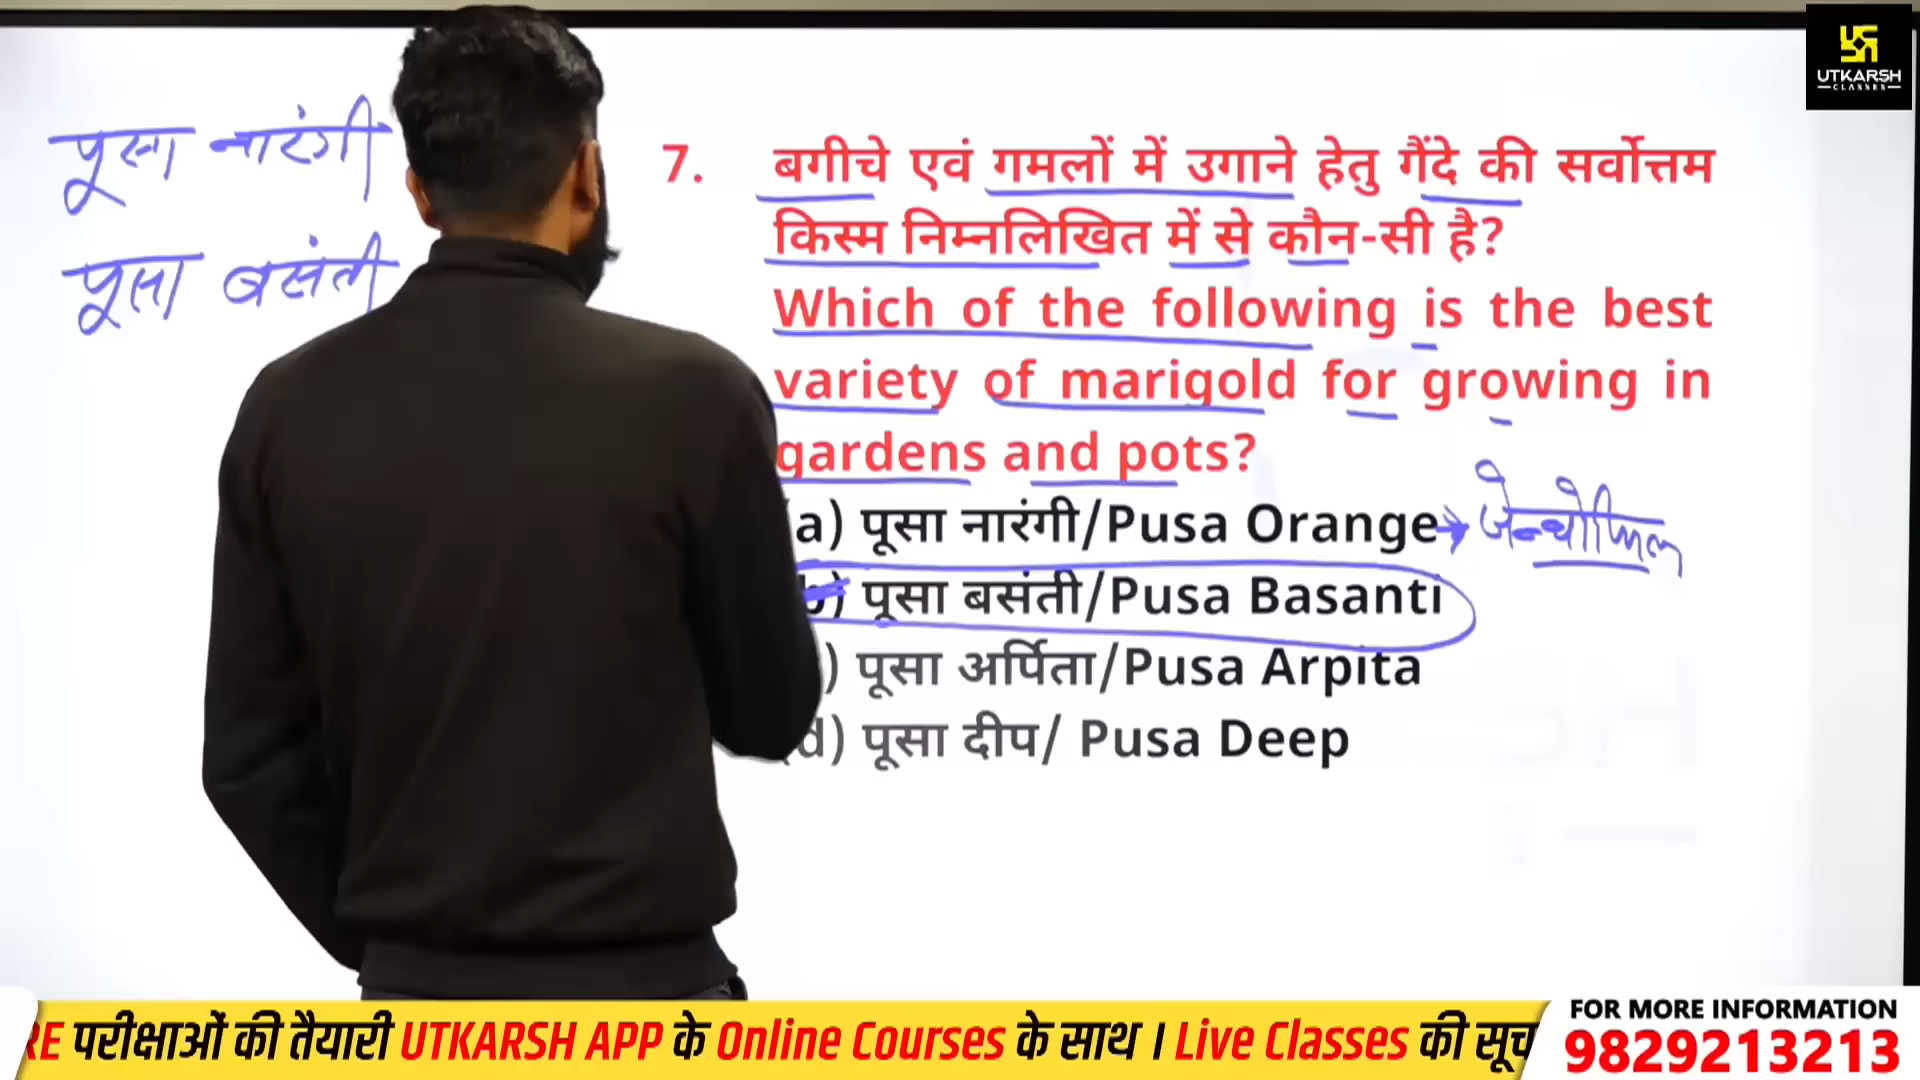 UTKARSH
CLASSES
पूसा नारंगी
पूसा बसंती
7. बगीचे एवं गमलों में उगाने हेतु गैंदे की सर्वोत्तम
किस्म निम्नलिखित में से कौन-सी है?
Which of the following is the best
variety of marigold for growing in
gardens and pots?
(a) पूसा नारंगी/Pusa Orange
b) पूसा बसंती/Pusa Basanti
) पूसा अर्पिता/Pusa Arpita
(d) पूसा दीप/ Pusa Deep
RE परीक्षाओं की तैयारी UTKARSH APP के Online Courses के साथ । Live Classes की सूच
FOR MORE INFORMATION
9829213213